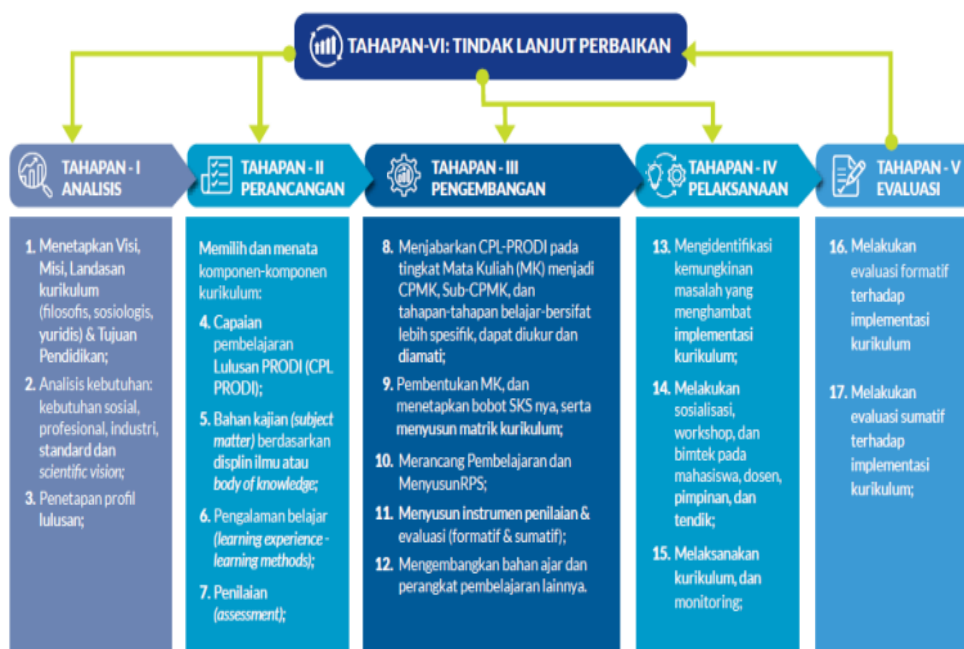 TAHAPAN-VI: TINDAK LANJUT PERBAIKAN
TAHAPAN - I
ANALISIS
1. Menetapkan Visi,
Misi, Landasan
kurikulum
(filosofis, sosiologis,
yuridis) & Tujuan
Pendidikan;
2. Analisis kebutuhan:
kebutuhan sosial,
profesional, industri,
standard dan
scientific vision;
3. Penetapan profil
lulusan;
TAHAPAN - II
PERANCANGAN
Memilih dan menata
komponen-komponen
kurikulum:
4. Capaian
pembelajaran
Lulusan PRODI (CPL
PRODI);
5. Bahan kajian (subject
matter) berdasarkan
displin ilmu atau
body of knowledge;
6. Pengalaman belajar
(learning experience -
learning methods);
7. Penilaian
(assessment);
TAHAPAN - III
PENGEMBANGAN
8. Menjabarkan CPL-PRODI pada
tingkat Mata Kuliah (MK) menjadi
CPMK, Sub-CPMK, dan
tahapan-tahapan belajar-bersifat
lebih spesifik, dapat diukur dan
diamati;
9. Pembentukan MK, dan
menetapkan bobot SKS nya, serta
menyusun matrik kurikulum;
10. Merancang Pembelajaran dan
MenyusunRPS;
11. Menyusun instrumen penilaian &
evaluasi (formatif & sumatif);
12. Mengembangkan bahan ajar dan
perangkat pembelajaran lainnya.
TAHAPAN - IV
PELAKSANAAN
13. Mengidentifikasi
kemungkinan
masalah yang
menghambat
implementasi
kurikulum;
14. Melakukan
sosialisasi,
workshop, dan
bimtek pada
mahasiswa, dosen,
pimpinan, dan
tendik;
15. Melaksanakan
kurikulum, dan
monitoring;
TAHAPAN - V
EVALUASI
16. Melakukan
evaluasi formatif
terhadap
implementasi
kurikulum
17. Melakukan
evaluasi sumatif
terhadap
implementasi
kurikulum;